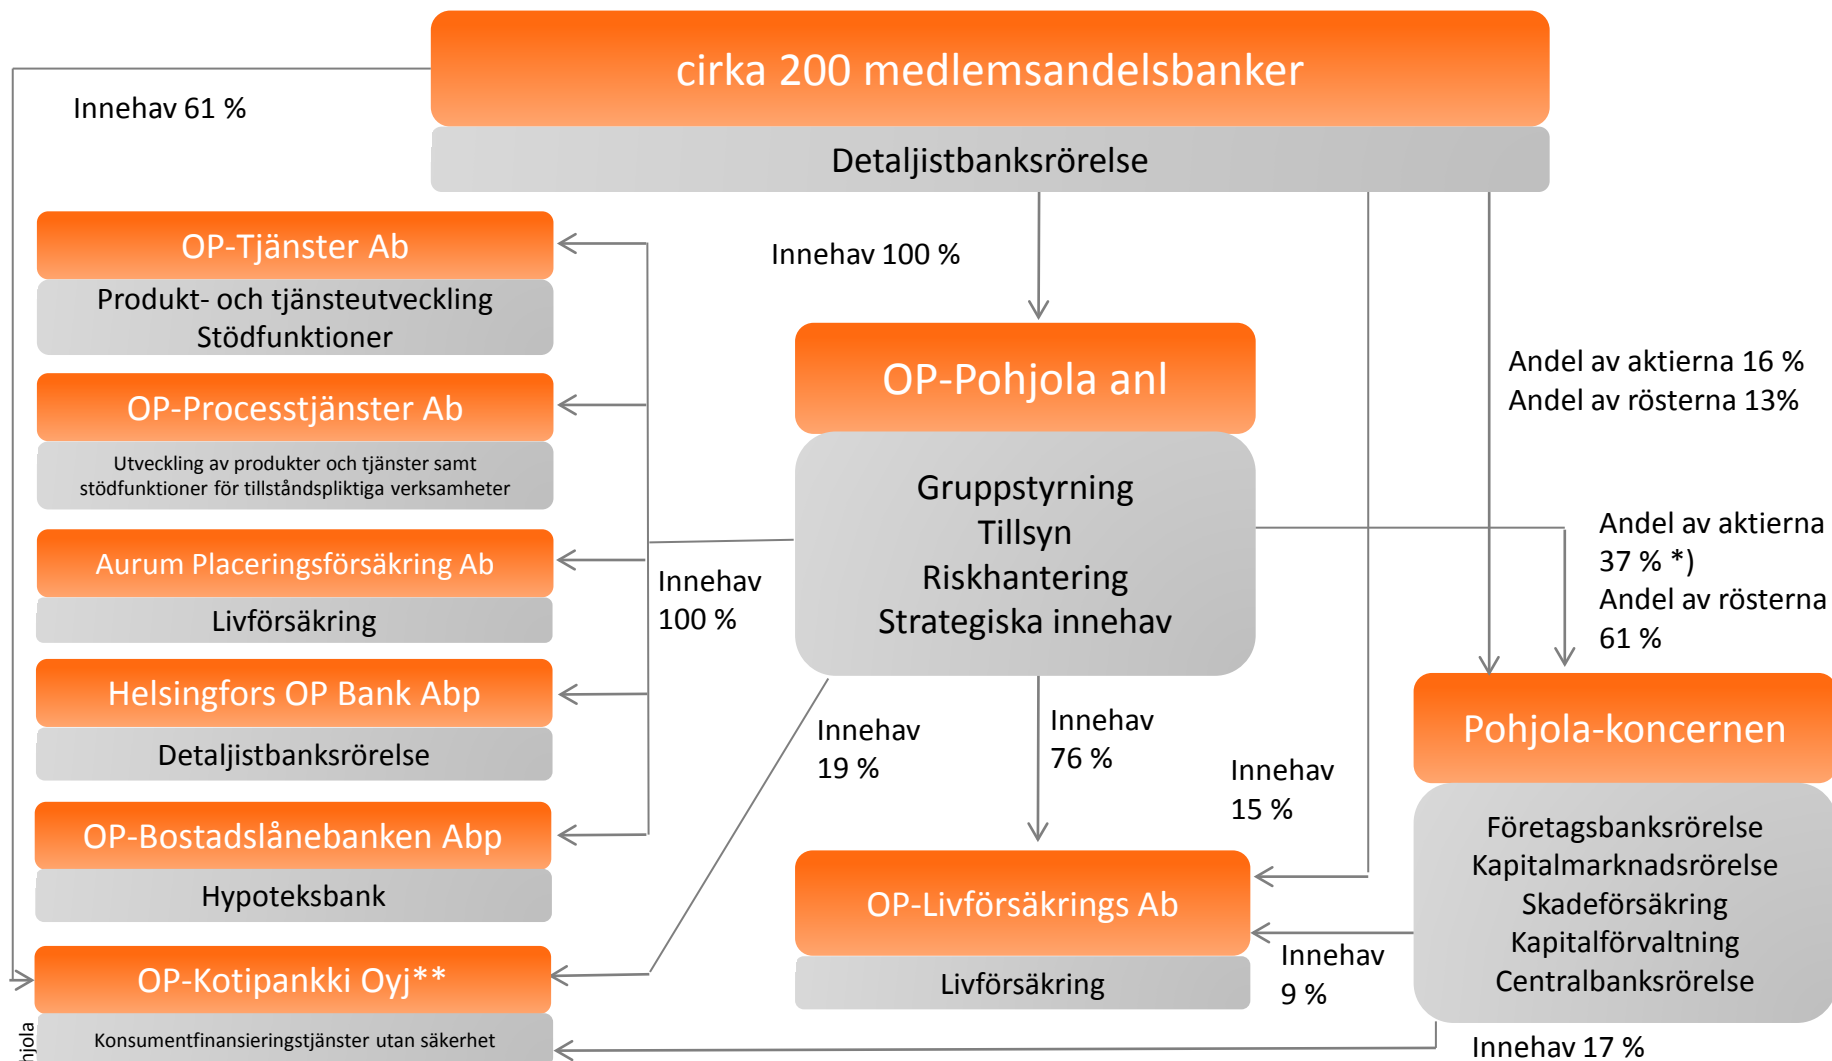 cirka 200 medlemsandelsbanker
Detaljistbanksrörelse
Innehav 61 %
OP-Tjänster Ab
Produkt- och tjänsteutveckling
Stödfunktioner
OP-Processtjänster Ab
Utveckling av produkter och tjänster samt
stödfunktioner för tillståndspliktiga verksamheter
Aurum Placeringsförsäkring Ab
Livförsäkring
Helsingfors OP Bank Abp
Detaljistbanksrörelse
OP-Bostadslånebanken Abp
Hypoteksbank
OP-Kotipankki Oyj**
Konsumentfinansieringstjänster utan säkerhet
Innehav
100 %
Innehav 100 %
OP-Pohjola anl
Gruppstyrning
Tillsyn
Riskhantering
Strategiska innehav
Innehav
19 %
Innehav
76 %
Innehav
15 %
OP-Livförsäkrings Ab
Livförsäkring
Innehav
9 %
Andel av aktierna 16 %
Andel av rösterna 13%
Andel av aktierna
37 % *)
Andel av rösterna
61 %
Pohjola-koncernen
Företagsbanksrörelse
Kapitalmarknadsrörelse
Skadeförsäkring
Kapitalförvaltning
Centralbanksrörelse
Innehav 17 %